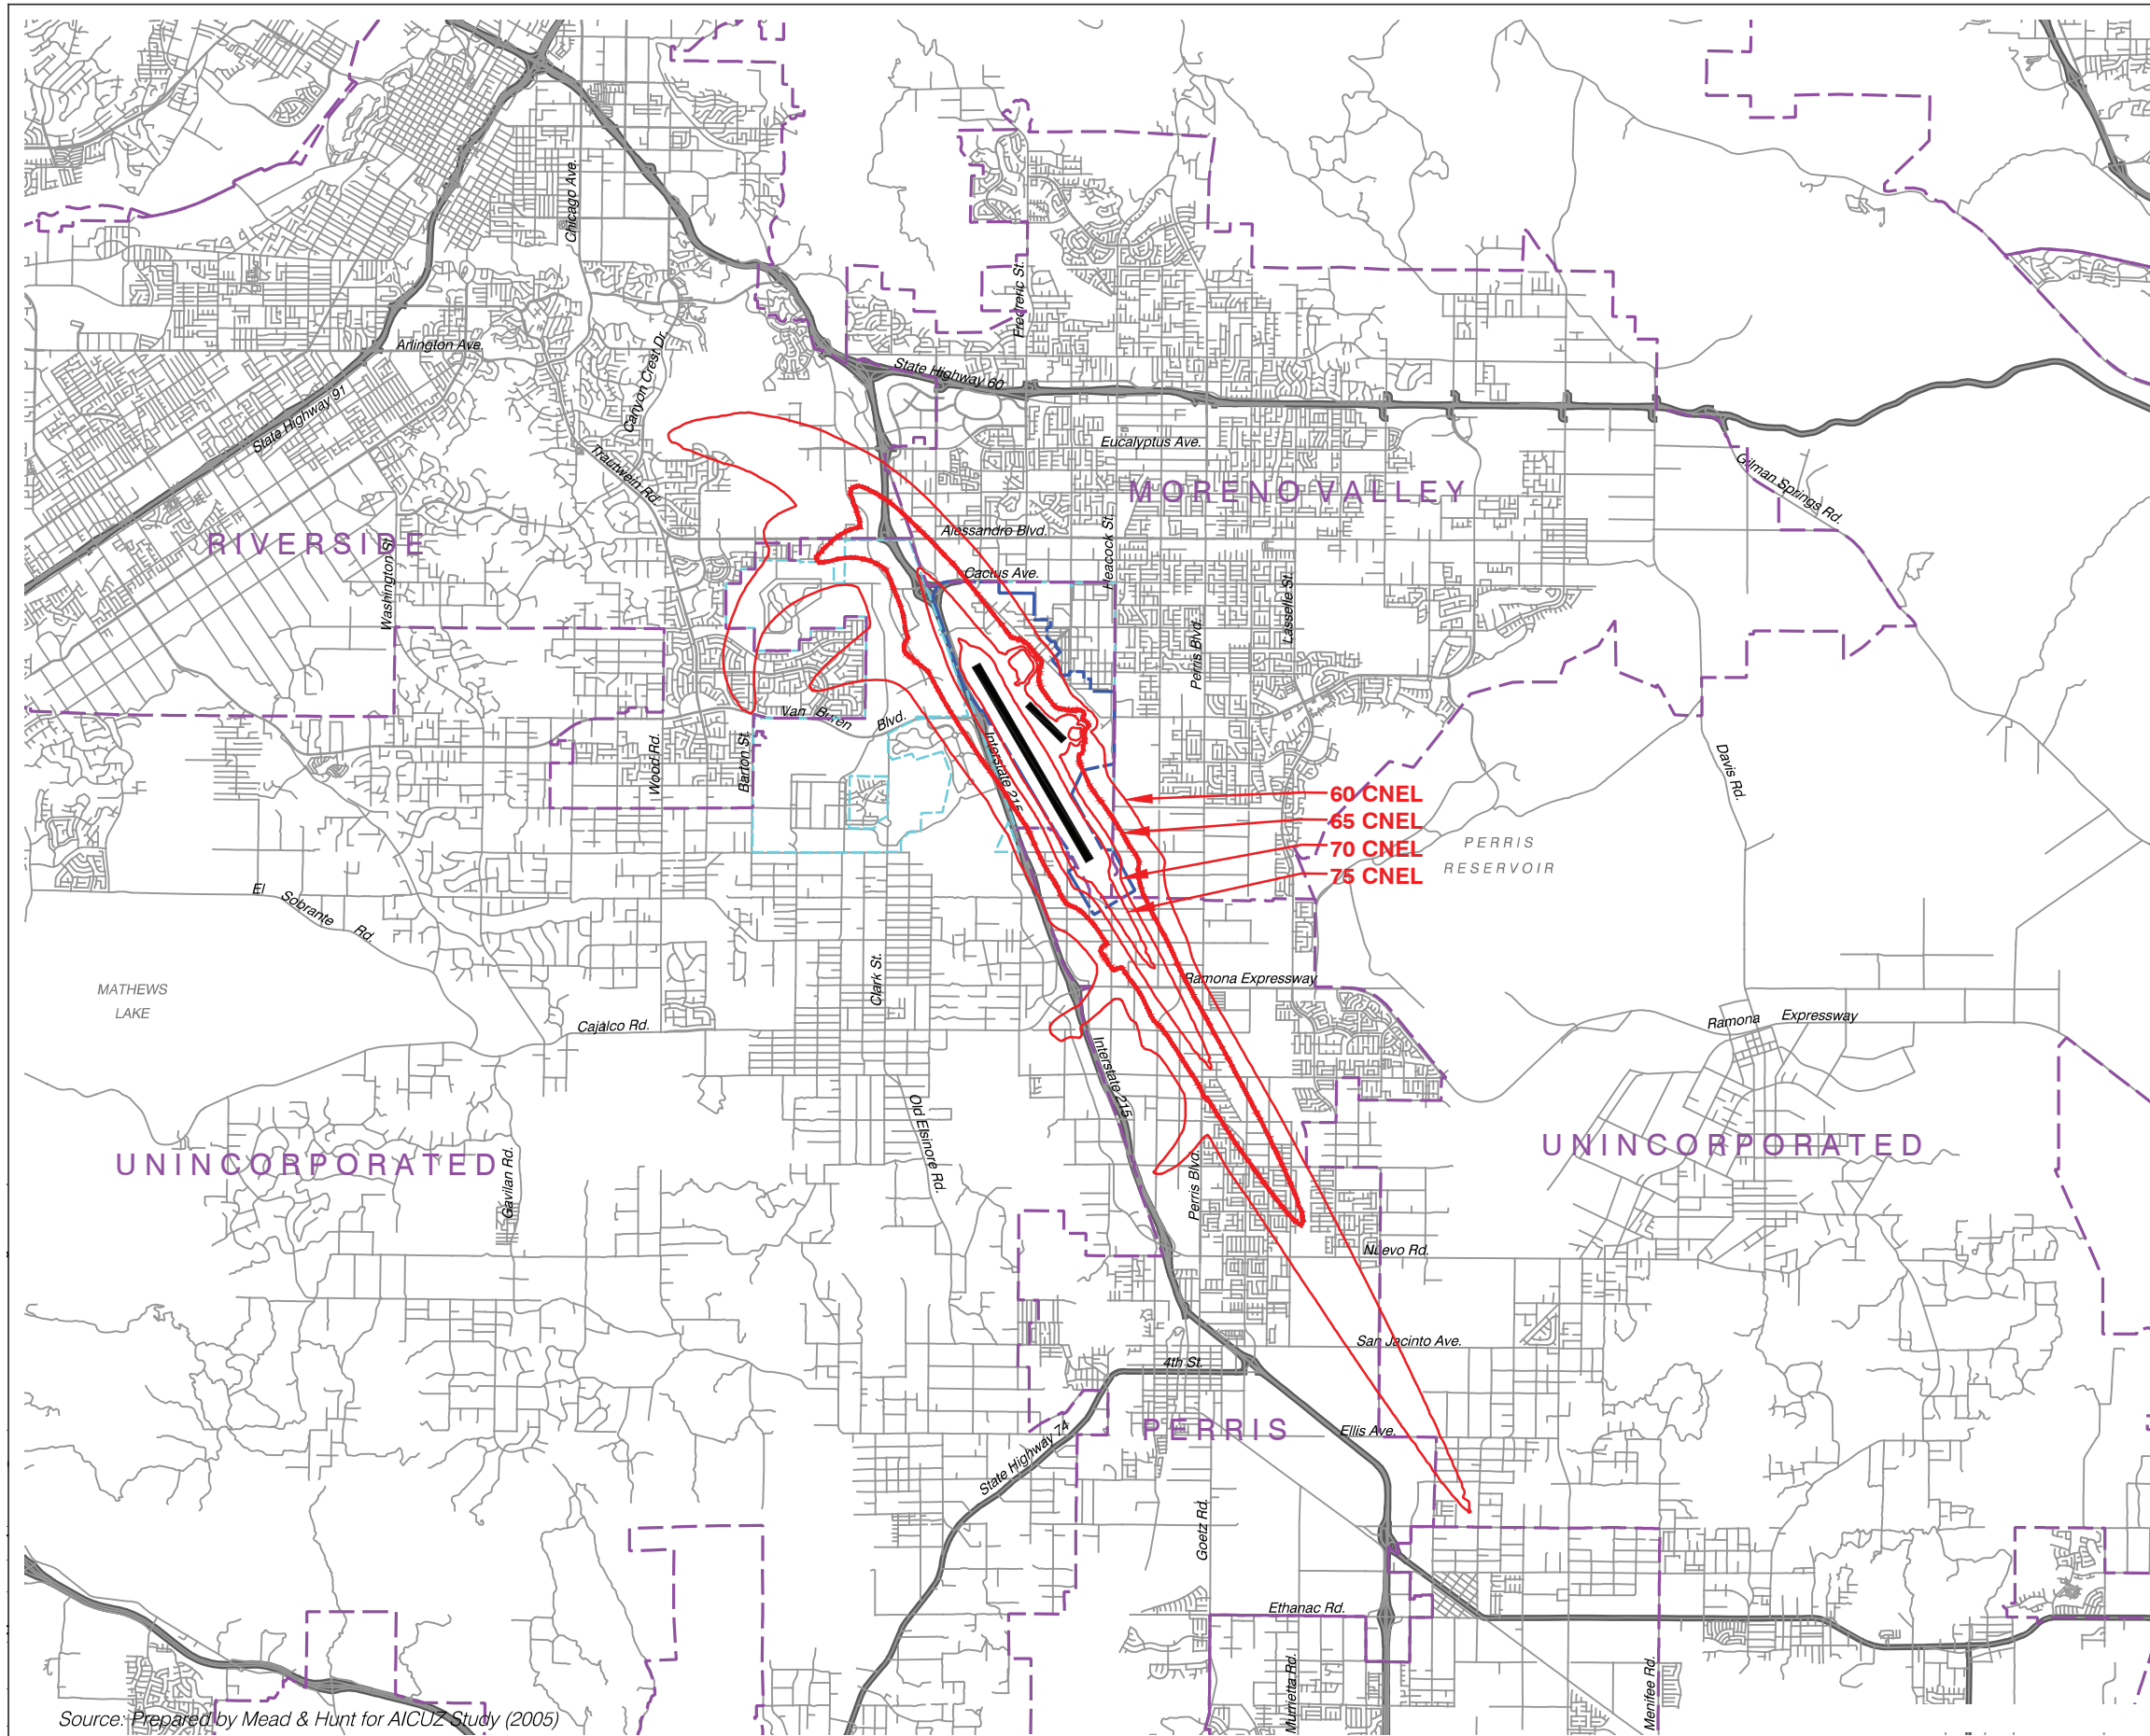 Chicago Ave.
Fredreric St.
Arlington Ave.
Canyon Crest Dr.
State Highway 60
State Highway 91
Eucalyptus Ave.
Trautwein Rd.
Gilman Springs Rd.
MORENO VALLEY
RIVERSIDE
Alessandro Blvd.
Heacock St.
Washington St.
Cactus Ave.
Lasselle St.
Perris Blvd.
Van Buren Blvd.
Wood Rd.
Barton St.
Interstate 215
Davis Rd.
60 CNEL
65 CNEL
70 CNEL
75 CNEL
PERRIS
RESERVOIR
El Sobrante Rd.
Clark St.
Ramona Expressway
MATHEWS
LAKE
Cajalco Rd.
Ramona Expressway
Interstate 215
Old Elsinore Rd.
UNINCORPORATED
UNINCORPORATED
Gavilan Rd.
Perris Blvd.
Nuevo Rd.
San Jacinto Ave.
4th St.
PERRIS
Ellis Ave.
State Highway 74
Goetz Rd.
Ethanac Rd.
Murrietta Rd.
Menifee Rd.
Source: Prepared by Mead & Hunt for AICUZ Study (2005)